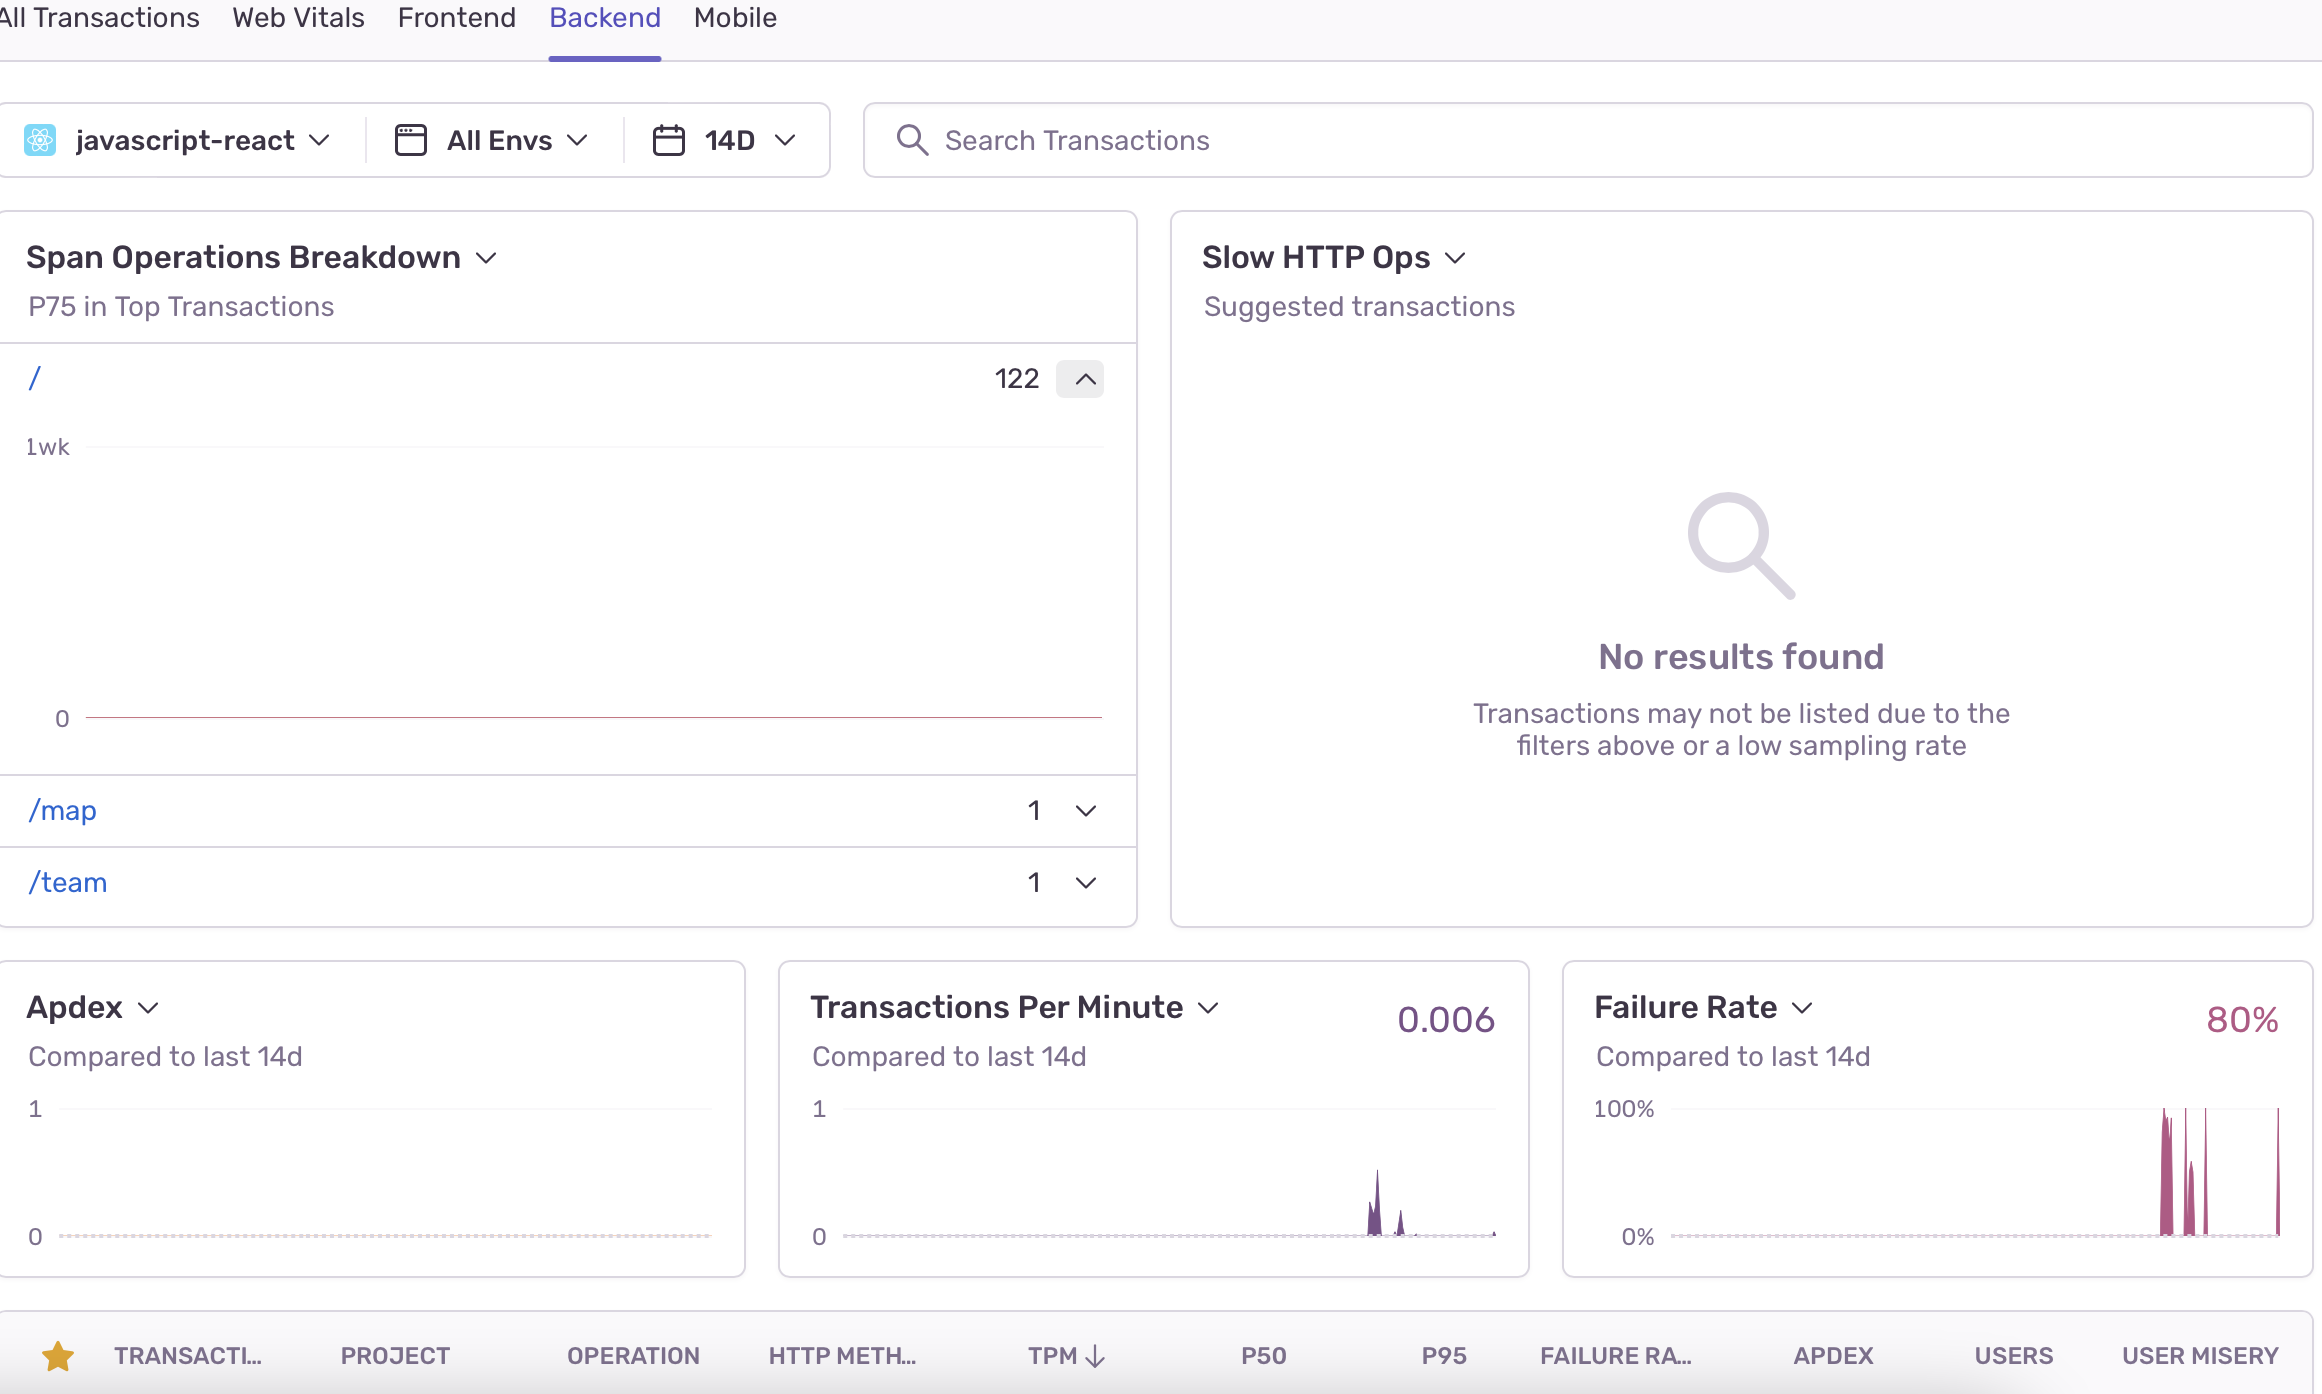 All Transactions Web Vitals Frontend Backend Mobile
javascript-react All Envs 14D Search Transactions
Span Operations Breakdown
P75 in Top Transactions
/ 122
1wk
0
/map 1
/team 1
Slow HTTP Ops
Suggested transactions
No results found
Transactions may not be listed due to the
filters above or a low sampling rate
Apdex
Compared to last 14d
1
0
Transactions Per Minute 0.006
Compared to last 14d
1
0
Failure Rate 80%
Compared to last 14d
100%
0%
TRANSACTI... PROJECT OPERATION HTTP METH... TPM P50 P95 FAILURE RA... APDEX USERS USER MISERY